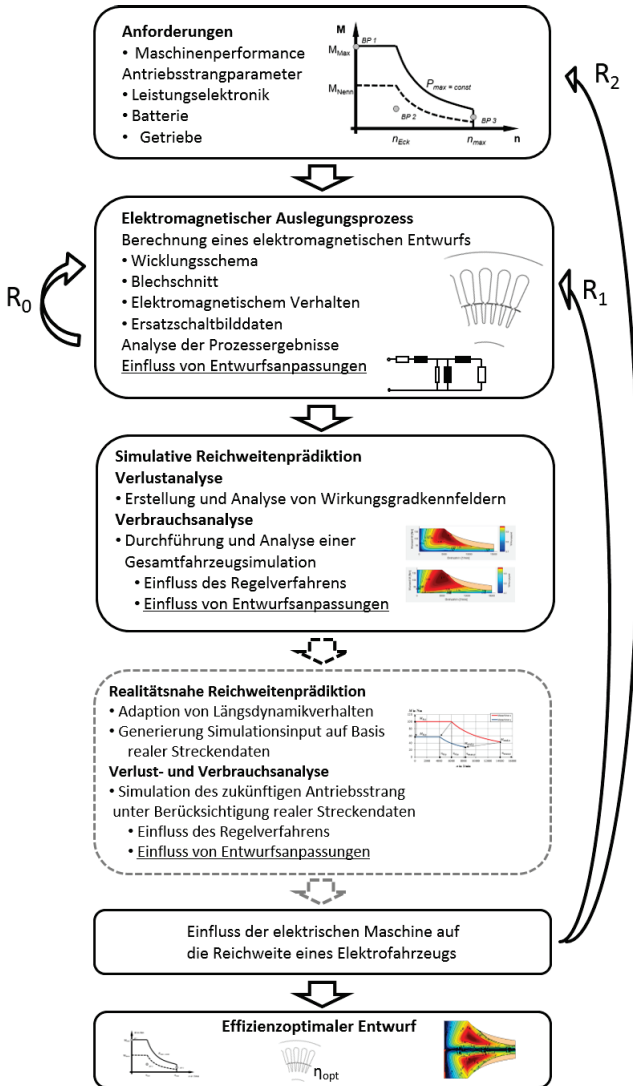 Anforderungen
• Maschinenperformance
Antriebsstrangparameter
• Leistungselektronik
• Batterie
• Getriebe
M
BP 1
M_Max
P_max = const
M_Nenn
BP 2
BP 3
n_Eck
n_max
n
R_2
Elektromagnetischer Auslegungsprozess
Berechnung eines elektromagnetischen Entwurfs
• Wicklungsschema
• Blechschnitt
• Elektromagnetischem Verhalten
• Ersatzschaltbilddaten
Analyse der Prozessergebnisse
Einfluss von Entwurfsanpassungen
R_0
R_1
Simulative Reichweitenprädiktion
Verlustanalyse
• Erstellung und Analyse von Wirkungsgradkennfeldern
Verbrauchsanalyse
• Durchführung und Analyse einer
Gesamtfahrzeugsimulation
• Einfluss des Regelverfahrens
• Einfluss von Entwurfsanpassungen
Realitätsnahe Reichweitenprädiktion
• Adaption von Längsdynamikverhalten
• Generierung Simulationsinput auf Basis
realer Streckendaten
Verlust- und Verbrauchsanalyse
• Simulation des zukünftigen Antriebsstrang
unter Berücksichtigung realer Streckendaten
• Einfluss des Regelverfahrens
• Einfluss von Entwurfsanpassungen
Einfluss der elektrischen Maschine auf
die Reichweite eines Elektrofahrzeugs
Effizienzoptimaler Entwurf
η_opt